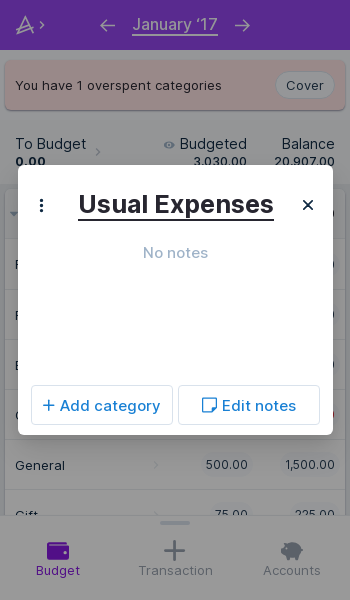 January ‘17
You have 1 overspent categories
Cover
To Budget
Budgeted
Balance
0.00
3,030.00
20,907.00
Usual Expenses
No notes
Add category
Edit notes
General
500.00
1,500.00
Gift
75.00
225.00
Budget
Transaction
Accounts